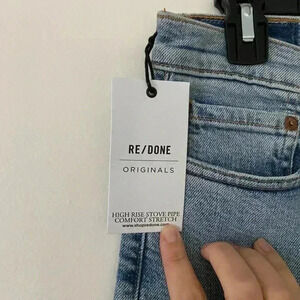 RE/DONE
ORIGINALS
HIGH RISE STOVE PIPE
COMFORT STRETCH
www.shopredone.com